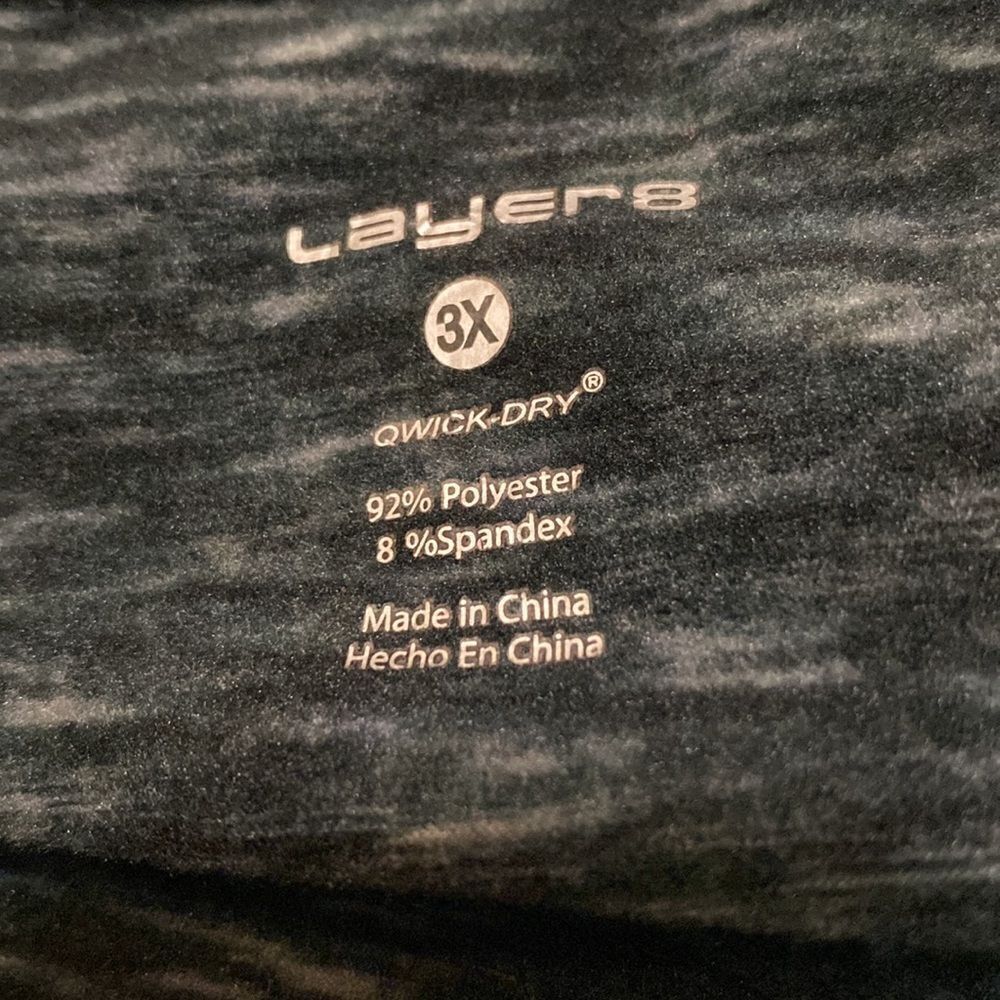 Layer8
3X
QWICK-DRY®
92% Polyester
8 %Spandex
Made in China
Hecho En China